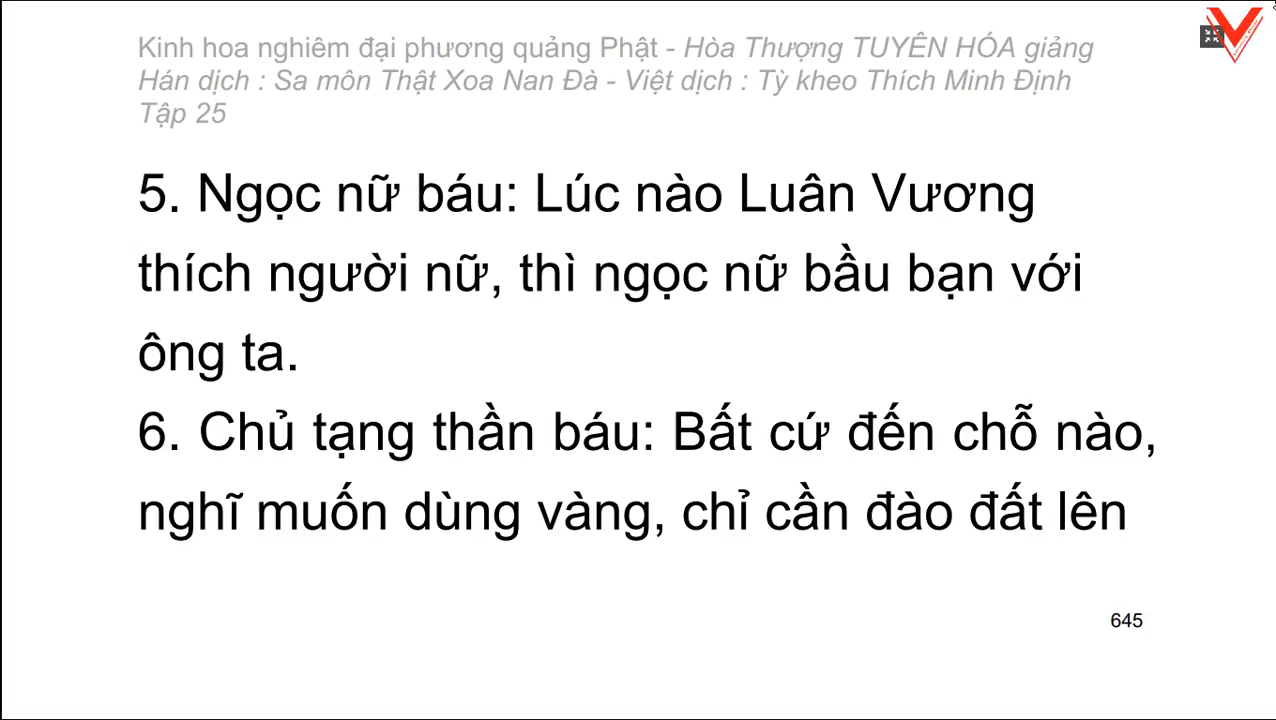 Kinh hoa nghiêm đại phương quảng Phật - Hòa Thượng TUYÊN HÓA giảng
Hán dịch : Sa môn Thật Xoa Nan Đà - Việt dịch : Tỳ kheo Thích Minh Định
Tập 25
5. Ngọc nữ báu: Lúc nào Luân Vương
thích người nữ, thì ngọc nữ bầu bạn với
ông ta.
6. Chủ tạng thần báu: Bất cứ đến chỗ nào,
nghĩ muốn dùng vàng, chỉ cần đào đất lên
645